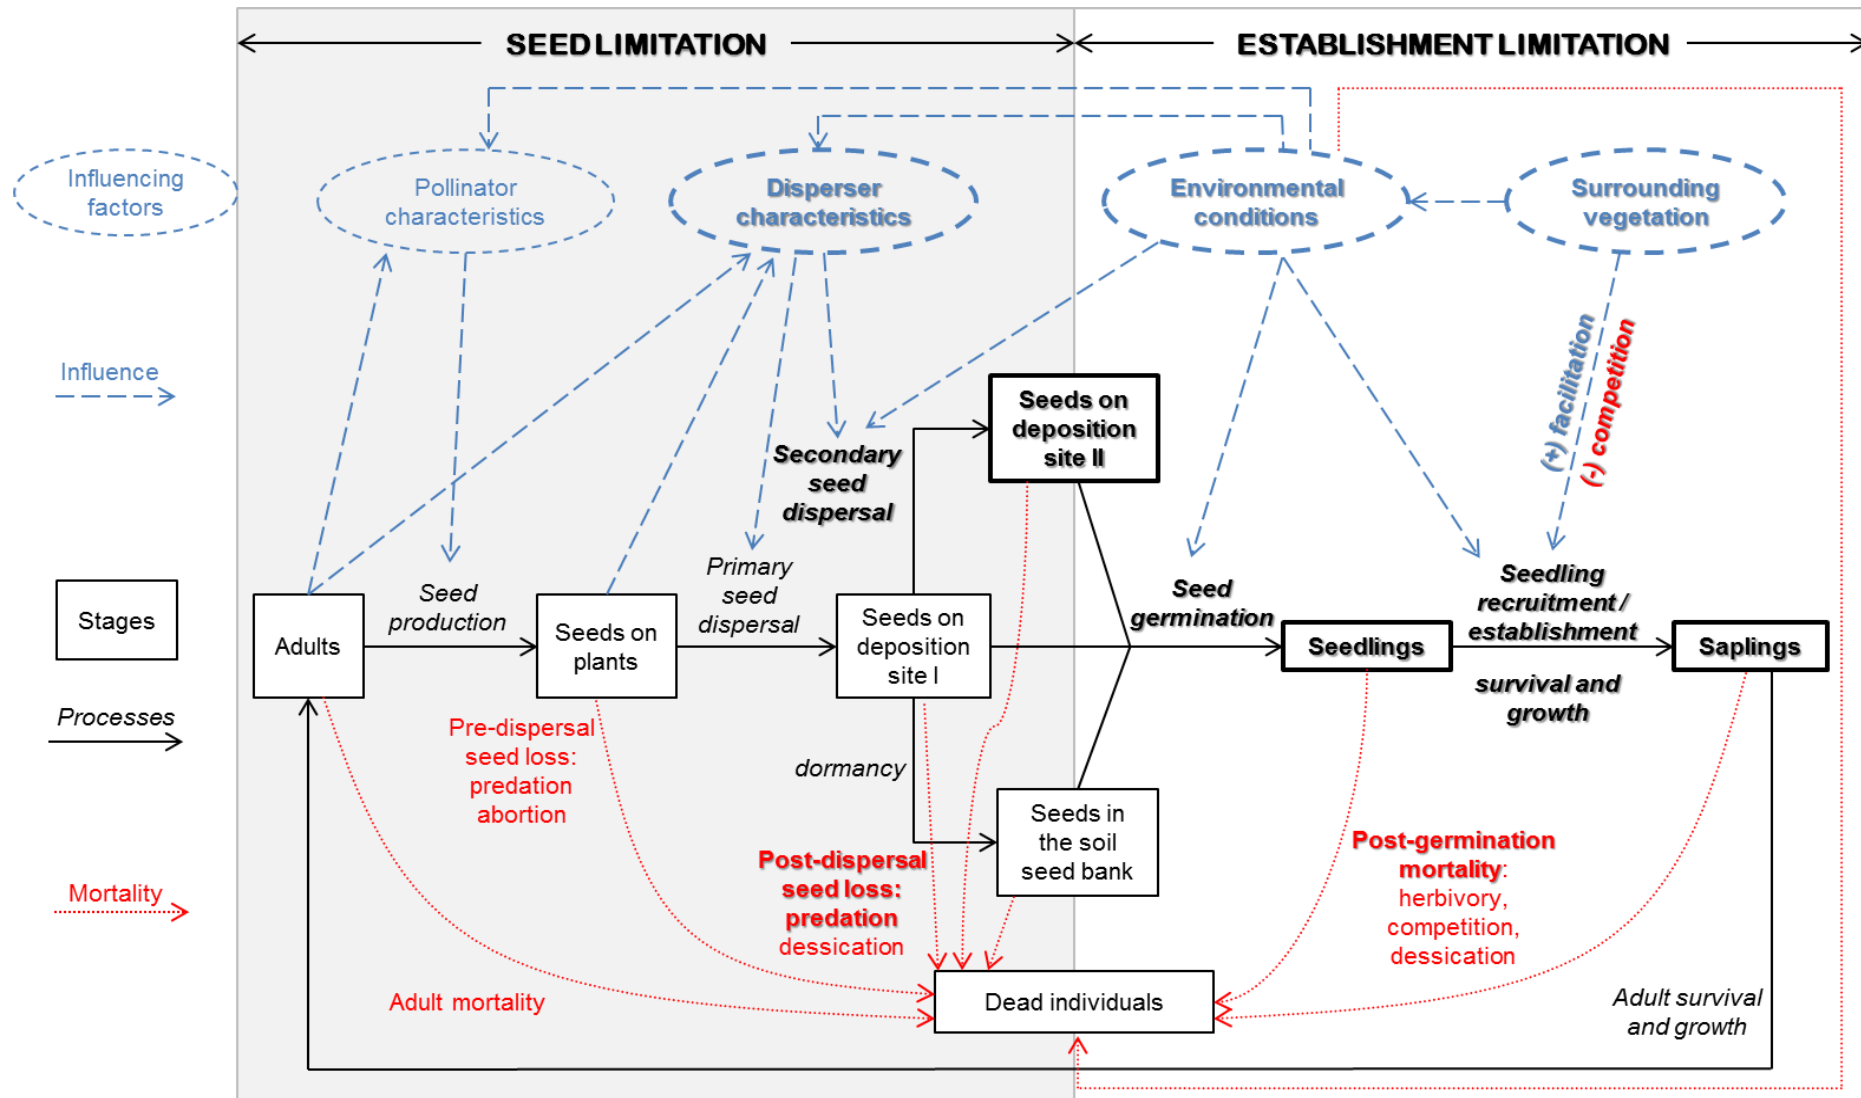 SEED LIMITATION
ESTABLISHMENT LIMITATION
Influencing
factors
Pollinator
characteristics
Disperser
characteristics
Environmental
conditions
Surrounding
vegetation
Influence
(+) facilitation
(-) competition
Seeds on
deposition
site II
Secondary
seed
dispersal
Stages
Adults
Seed
production
Seeds on
plants
Primary
seed
dispersal
Seeds on
deposition
site I
Seed
germination
Seedlings
Seedling
recruitment /
establishment
survival and
growth
Saplings
Processes
Pre-dispersal
seed loss:
predation
abortion
dormancy
Seeds in
the soil
seed bank
Mortality
Post-dispersal
seed loss:
predation
dessication
Post-germination
mortality:
herbivory,
competition,
dessication
Adult mortality
Dead individuals
Adult survival
and growth